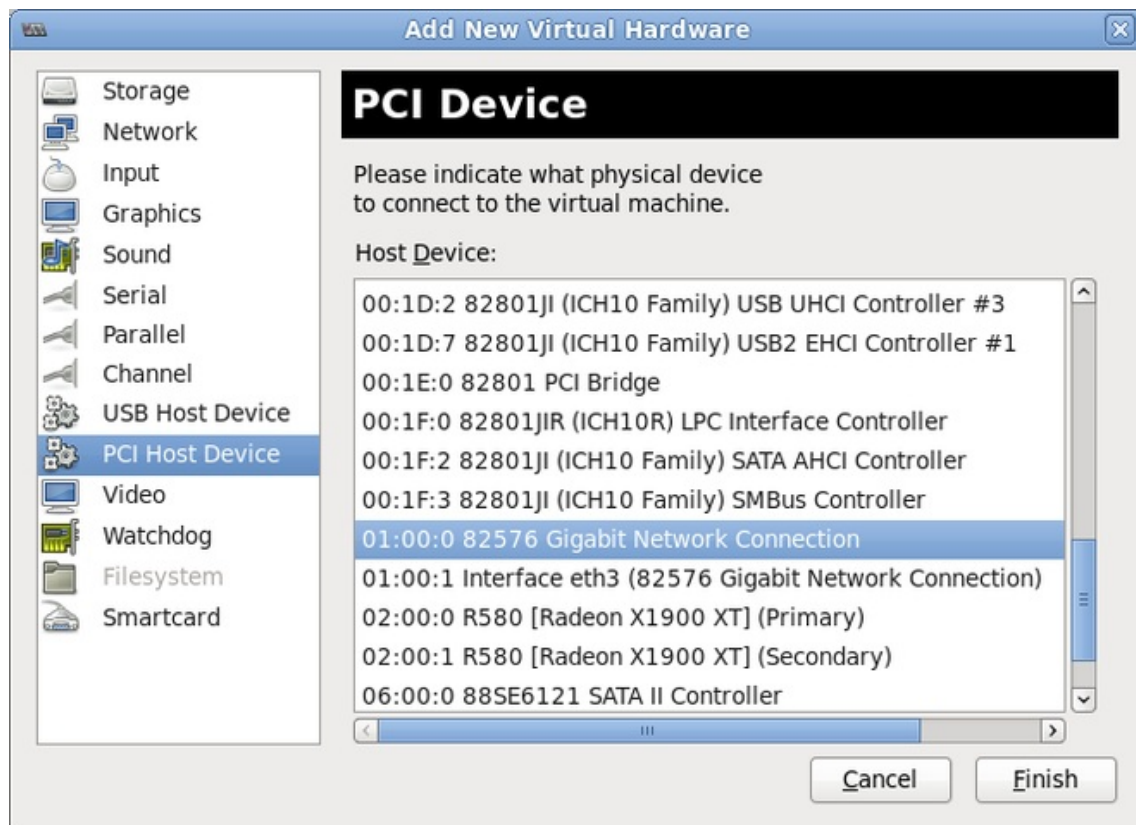 Add New Virtual Hardware
Storage
Network
Input
Graphics
Sound
Serial
Parallel
Channel
USB Host Device
PCI Host Device
Video
Watchdog
Filesystem
Smartcard
PCI Device
Please indicate what physical device
to connect to the virtual machine.
Host Device:
00:1D:2 82801JI (ICH10 Family) USB UHCI Controller #3
00:1D:7 82801JI (ICH10 Family) USB2 EHCI Controller #1
00:1E:0 82801 PCI Bridge
00:1F:0 82801JIR (ICH10R) LPC Interface Controller
00:1F:2 82801JI (ICH10 Family) SATA AHCI Controller
00:1F:3 82801JI (ICH10 Family) SMBus Controller
01:00:0 82576 Gigabit Network Connection
01:00:1 Interface eth3 (82576 Gigabit Network Connection)
02:00:0 R580 [Radeon X1900 XT] (Primary)
02:00:1 R580 [Radeon X1900 XT] (Secondary)
06:00:0 88SE6121 SATA II Controller
Cancel
Finish